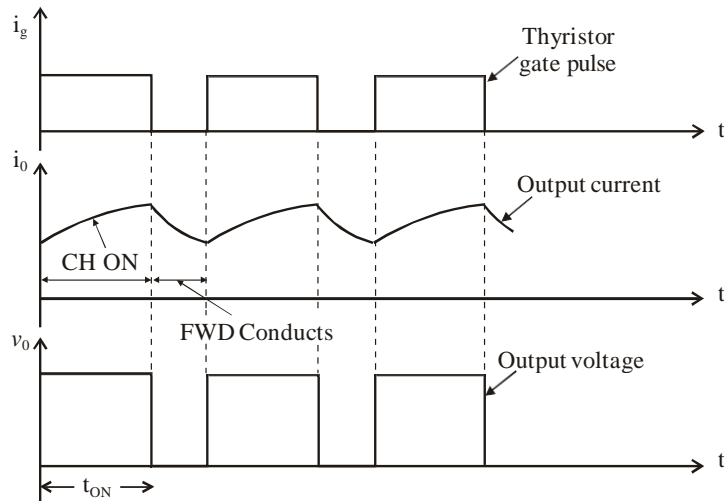 i_g
Thyristor
gate pulse
t
i_0
Output current
CH ON
t
FWD Conducts
v_0
Output voltage
t
t_ON